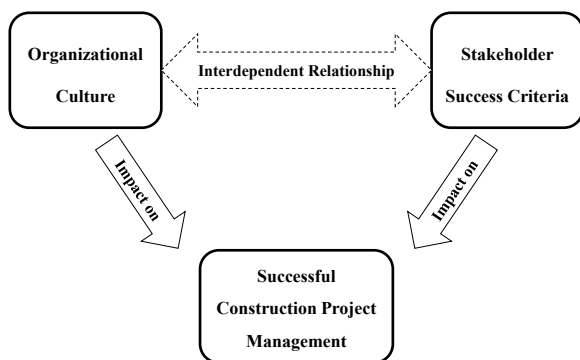 Organizational
Culture
Interdependent Relationship
Stakeholder
Success Criteria
Impact on
Impact on
Successful
Construction Project
Management